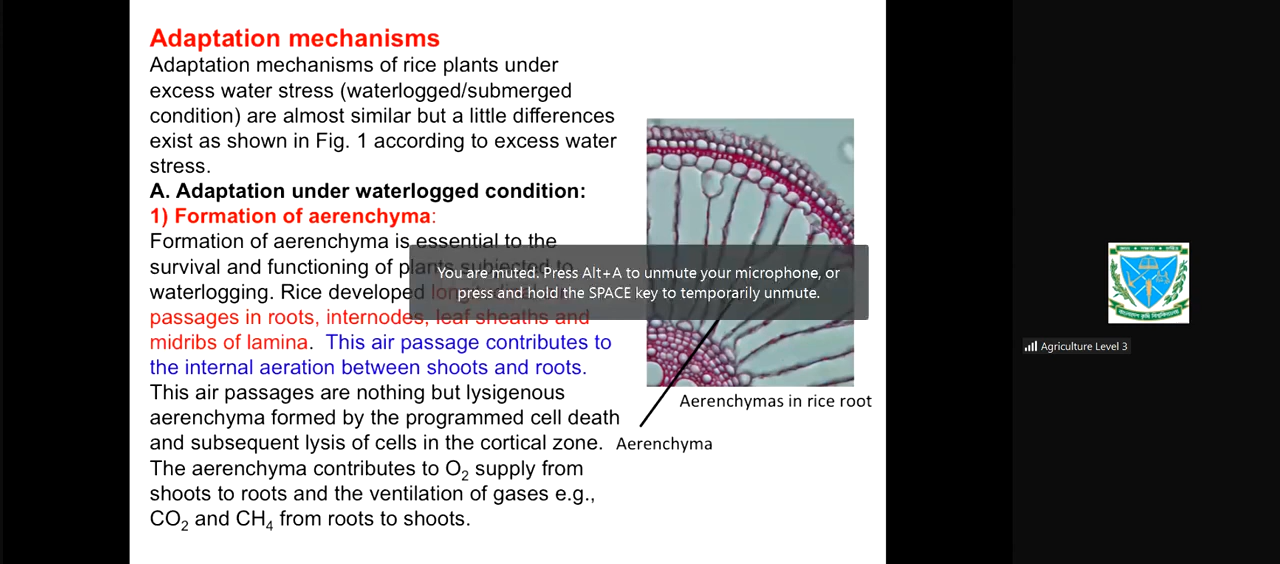 Adaptation mechanisms
Adaptation mechanisms of rice plants under
excess water stress (waterlogged/submerged
condition) are almost similar but a little differences
exist as shown in Fig. 1 according to excess water
stress.
A. Adaptation under waterlogged condition:
1) Formation of aerenchyma:
Formation of aerenchyma is essential to the
survival and functioning of plants subjected to
waterlogging. Rice developed
passages in roots, internodes, leaf sheaths and
midribs of lamina. This air passage contributes to
the internal aeration between shoots and roots.
This air passages are nothing but lysigenous
aerenchyma formed by the programmed cell death
and subsequent lysis of cells in the cortical zone.
The aerenchyma contributes to O₂ supply from
shoots to roots and the ventilation of gases e.g.,
CO₂ and CH₄ from roots to shoots.
You are muted. Press Alt+A to unmute your microphone, or
press and hold the SPACE key to temporarily unmute.
Aerenchymas in rice root
Aerenchyma
Agriculture Level 3